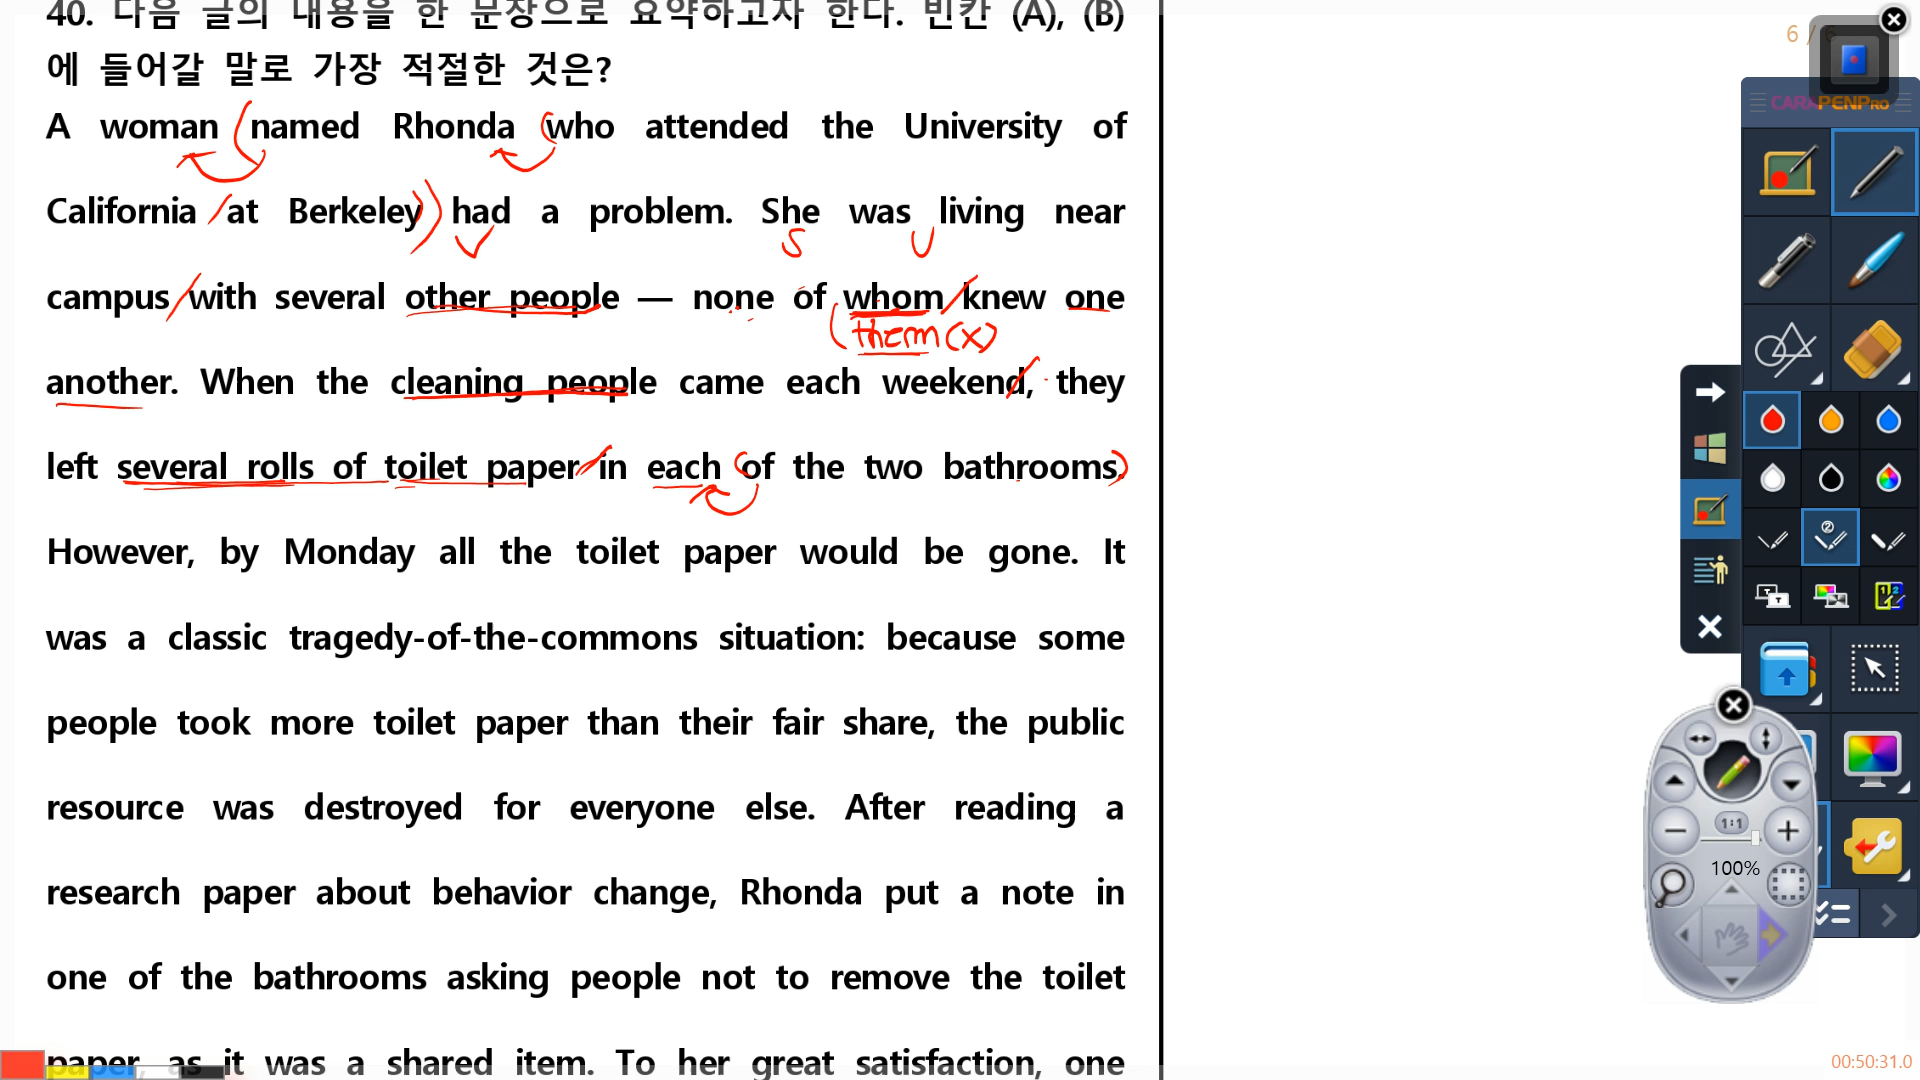 40. 다음 글의 내용을 한 문장으로 요약하고자 한다. 빈칸 (A), (B)
에 들어갈 말로 가장 적절한 것은?
A woman named Rhonda who attended the University of
California at Berkeley had a problem. She was living near
S V
campus with several other people — none of whom knew one
them (x)
another. When the cleaning people came each weekend, they
left several rolls of toilet paper in each of the two bathrooms.
However, by Monday all the toilet paper would be gone. It
was a classic tragedy-of-the-commons situation: because some
people took more toilet paper than their fair share, the public
resource was destroyed for everyone else. After reading a
research paper about behavior change, Rhonda put a note in
one of the bathrooms asking people not to remove the toilet
paper, as it was a shared item. To her great satisfaction, one
6 /
CARAPENPRO
1:1
100%
00:50:31.0